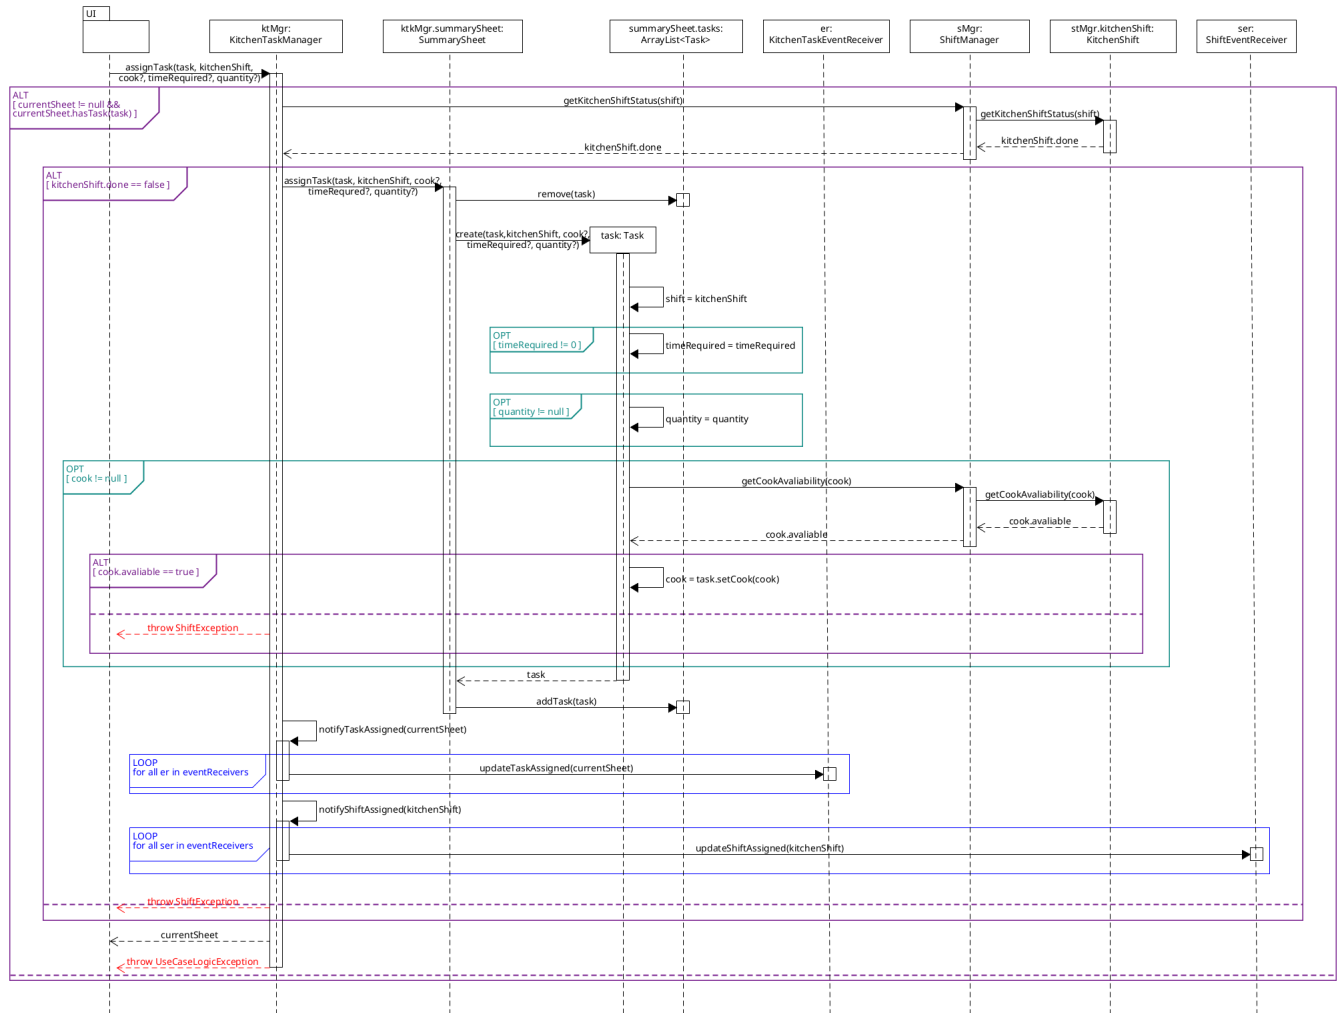 UI
ktMgr:
KitchenTaskManager
ktkMgr.summarySheet:
SummarySheet
summarySheet.tasks:
ArrayList<Task>
er:
KitchenTaskEventReceiver
sMgr:
ShiftManager
stMgr.kitchenShift:
KitchenShift
ser:
ShiftEventReceiver
assignTask(task, kitchenShift,
cook?, timeRequired?, quantity?)
ALT
[ currentSheet != null &&
currentSheet.hasTask(task) ]
getKitchenShiftStatus(shift)
getKitchenShiftStatus(shift)
kitchenShift.done
kitchenShift.done
ALT
[ kitchenShift.done == false ]
assignTask(task, kitchenShift, cook?,
timeRequred?, quantity?)
remove(task)
create(task,kitchenShift, cook?,
timeRequired?, quantity?)
task: Task
shift = kitchenShift
OPT
[ timeRequired != 0 ]
timeRequired = timeRequired
OPT
[ quantity != null ]
quantity = quantity
OPT
[ cook != null ]
getCookAvaliability(cook)
getCookAvaliability(cook)
cook.avaliable
cook.avaliable
ALT
[ cook.avaliable == true ]
cook = task.setCook(cook)
throw ShiftException
task
addTask(task)
notifyTaskAssigned(currentSheet)
LOOP
for all er in eventReceivers
updateTaskAssigned(currentSheet)
notifyShiftAssigned(kitchenShift)
LOOP
for all ser in eventReceivers
updateShiftAssigned(kitchenShift)
throw ShiftException
currentSheet
throw UseCaseLogicException